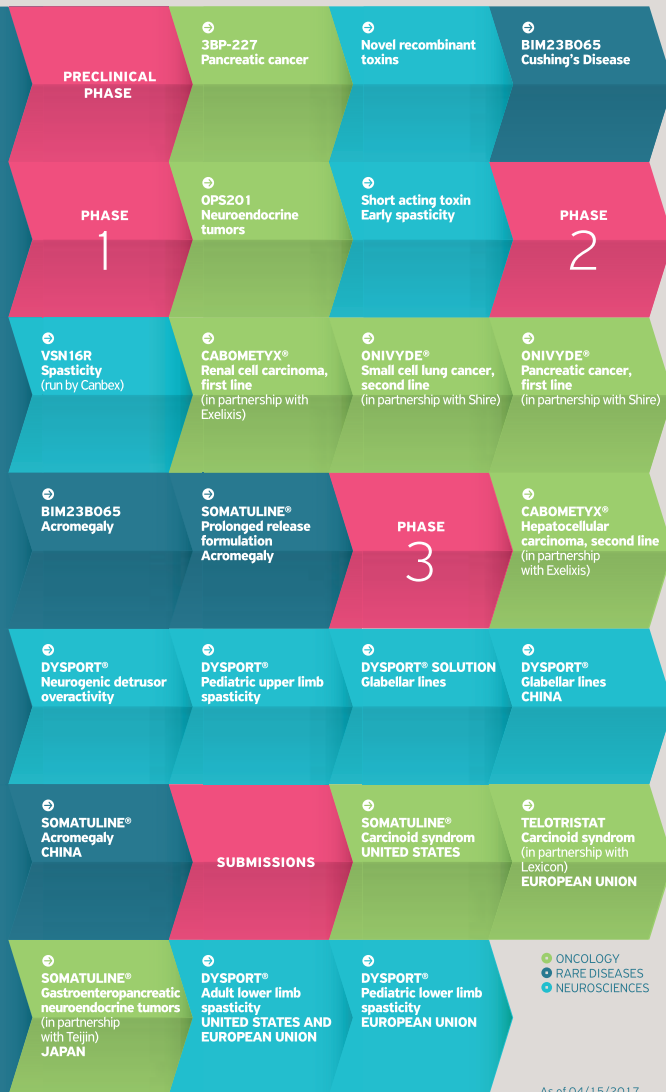 PRECLINICAL
PHASE
3BP-227
Pancreatic cancer
Novel recombinant
toxins
BIM23B065
Cushing's Disease
PHASE
1
OPS201
Neuroendocrine
tumors
Short acting toxin
Early spasticity
PHASE
2
VSN16R
Spasticity
(run by Canbex)
CABOMETYX®
Renal cell carcinoma,
first line
(in partnership with
Exelixis)
ONIVYDE®
Small cell lung cancer,
second line
(in partnership with Shire)
ONIVYDE®
Pancreatic cancer,
first line
(in partnership with Shire)
BIM23B065
Acromegaly
SOMATULINE®
Prolonged release
formulation
Acromegaly
PHASE
3
CABOMETYX®
Hepatocellular
carcinoma, second line
(in partnership
with Exelixis)
DYSPORT®
Neurogenic detrusor
overactivity
DYSPORT®
Pediatric upper limb
spasticity
DYSPORT® SOLUTION
Glabellar lines
DYSPORT®
Glabellar lines
CHINA
SOMATULINE®
Acromegaly
CHINA
SUBMISSIONS
SOMATULINE®
Carcinoid syndrom
UNITED STATES
TELOTRISTAT
Carcinoid syndrom
(in partnership with
Lexicon)
EUROPEAN UNION
SOMATULINE®
Gastroenteropancreatic
neuroendocrine tumors
(in partnership
with Teijin)
JAPAN
DYSPORT®
Adult lower limb
spasticity
UNITED STATES AND
EUROPEAN UNION
DYSPORT®
Pediatric lower limb
spasticity
EUROPEAN UNION
ONCOLOGY
RARE DISEASES
NEUROSCIENCES
As of 04/15/2017